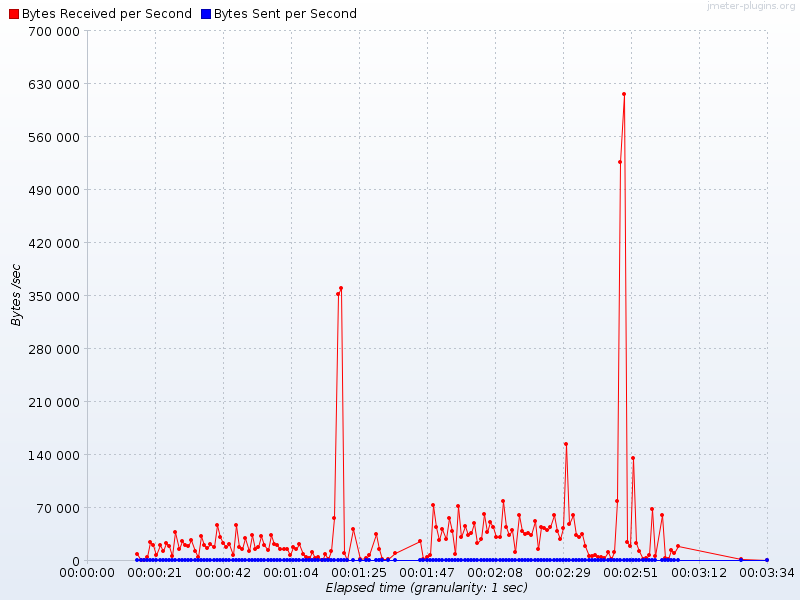 jmeter-plugins.org
Bytes Received per Second Bytes Sent per Second
700 000
630 000
560 000
490 000
420 000
350 000
280 000
210 000
140 000
70 000
0
Bytes /sec
00:00:00 00:00:21 00:00:42 00:01:04 00:01:25 00:01:47 00:02:08 00:02:29 00:02:51 00:03:12 00:03:34
Elapsed time (granularity: 1 sec)